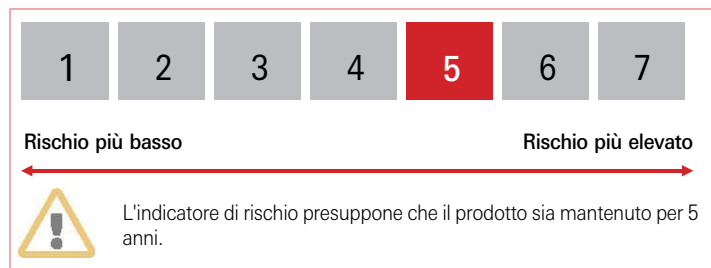 1 2 3 4 5 6 7
Rischio più basso Rischio più elevato
L'indicatore di rischio presuppone che il prodotto sia mantenuto per 5
anni.